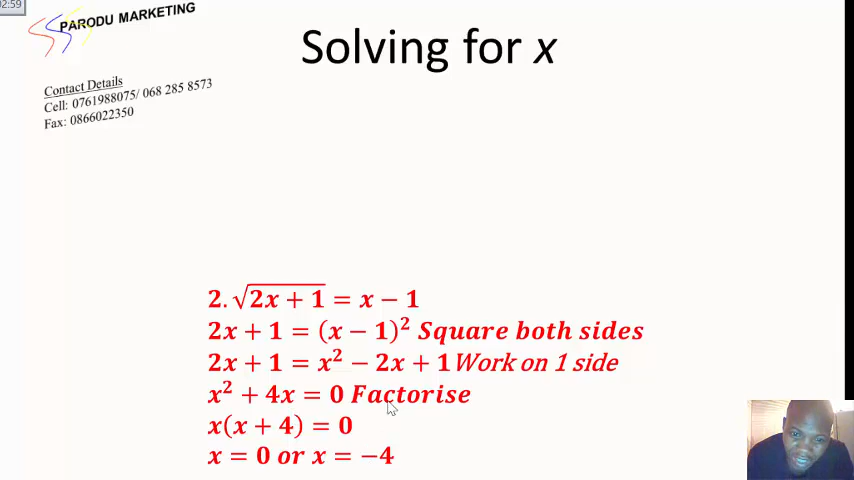 02:59
PARODU MARKETING
Solving for x
Contact Details
Cell: 0761988075/ 068 285 8573
Fax: 0866022350
2. √2x + 1 = x − 1
2x + 1 = (x − 1)² Square both sides
2x + 1 = x² − 2x + 1 Work on 1 side
x² + 4x = 0 Factorise
x(x + 4) = 0
x = 0 or x = −4